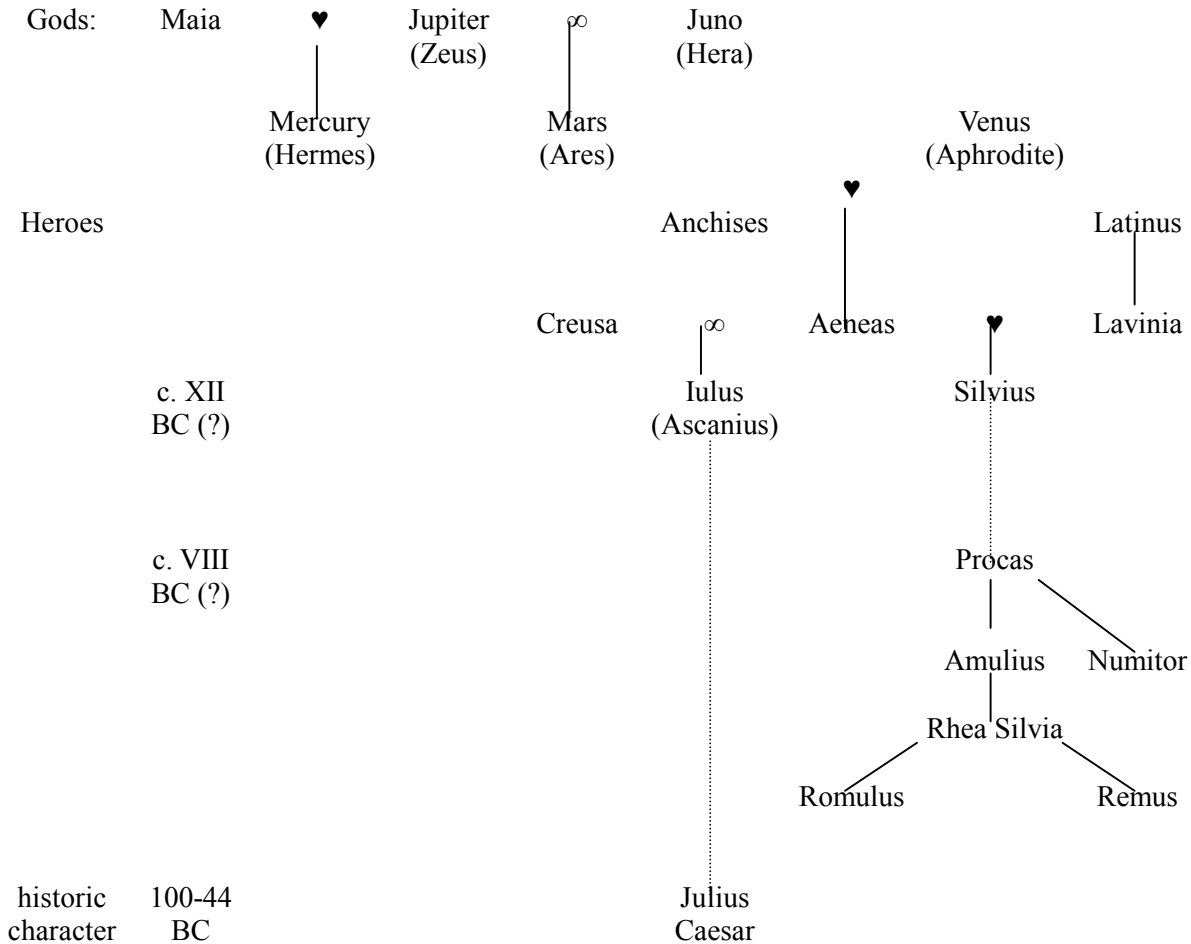 Gods: Maia ♥ Jupiter ∞ Juno
(Zeus) (Hera)
Mercury Mars Venus
(Hermes) (Ares) (Aphrodite)
♥
Heroes Anchises Latinus
Creusa ∞ Aeneas ♥ Lavinia
c. XII Iulus Silvius
BC (?) (Ascanius)
c. VIII Procas
BC (?)
Amulius Numitor
Rhea Silvia
Romulus Remus
historic 100-44 Julius
character BC Caesar